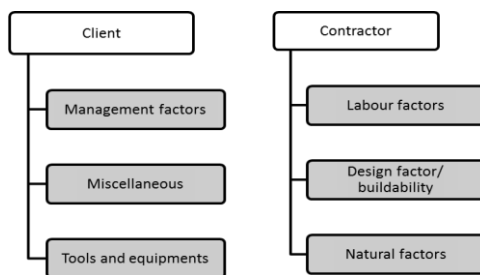 Client
Management factors
Miscellaneous
Tools and equipments
Contractor
Labour factors
Design factor/
buildability
Natural factors